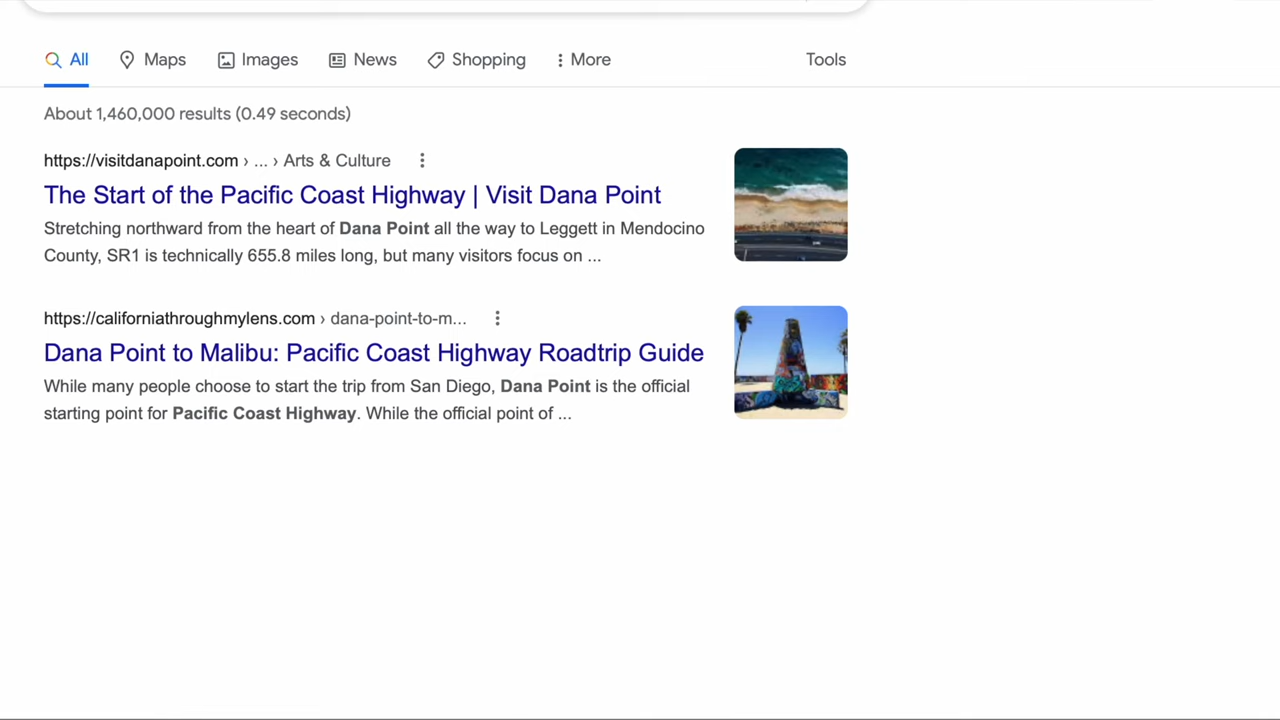 All Maps Images News Shopping More Tools
About 1,460,000 results (0.49 seconds)
https://visitdanapoint.com › ... › Arts & Culture
The Start of the Pacific Coast Highway | Visit Dana Point
Stretching northward from the heart of Dana Point all the way to Leggett in Mendocino
County, SR1 is technically 655.8 miles long, but many visitors focus on ...
https://californiathroughmylens.com › dana-point-to-m...
Dana Point to Malibu: Pacific Coast Highway Roadtrip Guide
While many people choose to start the trip from San Diego, Dana Point is the official
starting point for Pacific Coast Highway. While the official point of ...